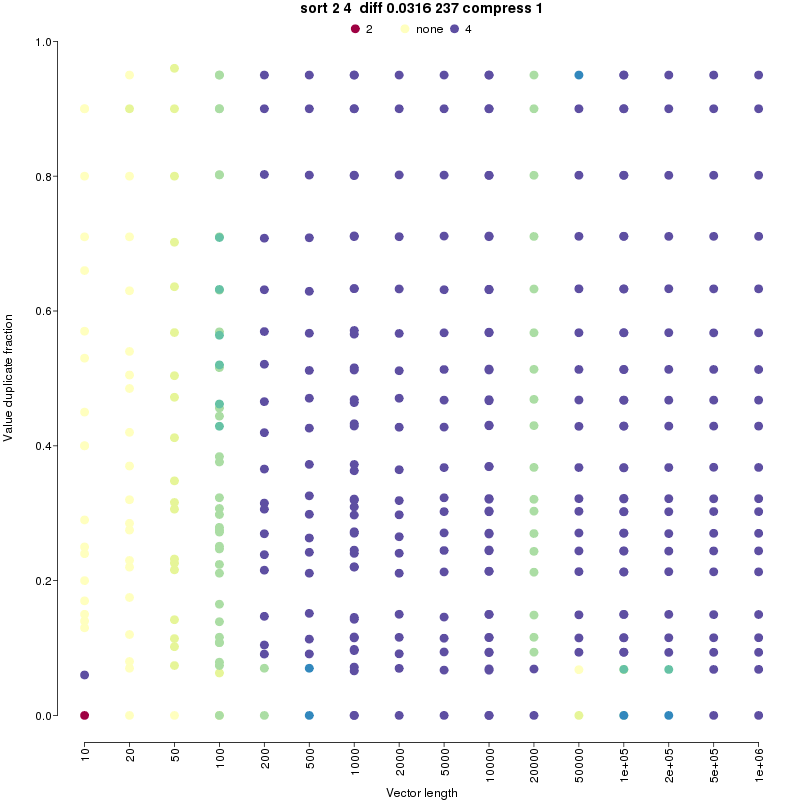 sort 2 4  diff 0.0316 237 compress 1
2 none 4
1.0
0.8
0.6
0.4
0.2
0.0
Value duplicate fraction
10 20 50 100 200 500 1000 2000 5000 10000 20000 50000 1e+05 2e+05 5e+05 1e+06
Vector length